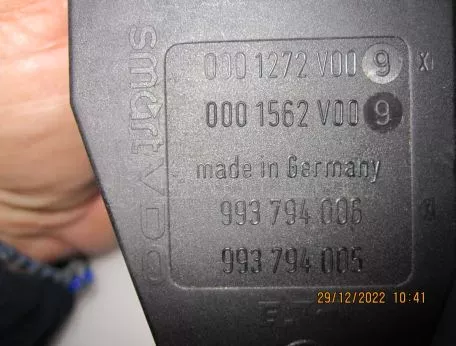 smart VDO
0001272V00 9 X
0001562V00 9
made in Germany
993 794 006
993 794 005
29/12/2022 10:41